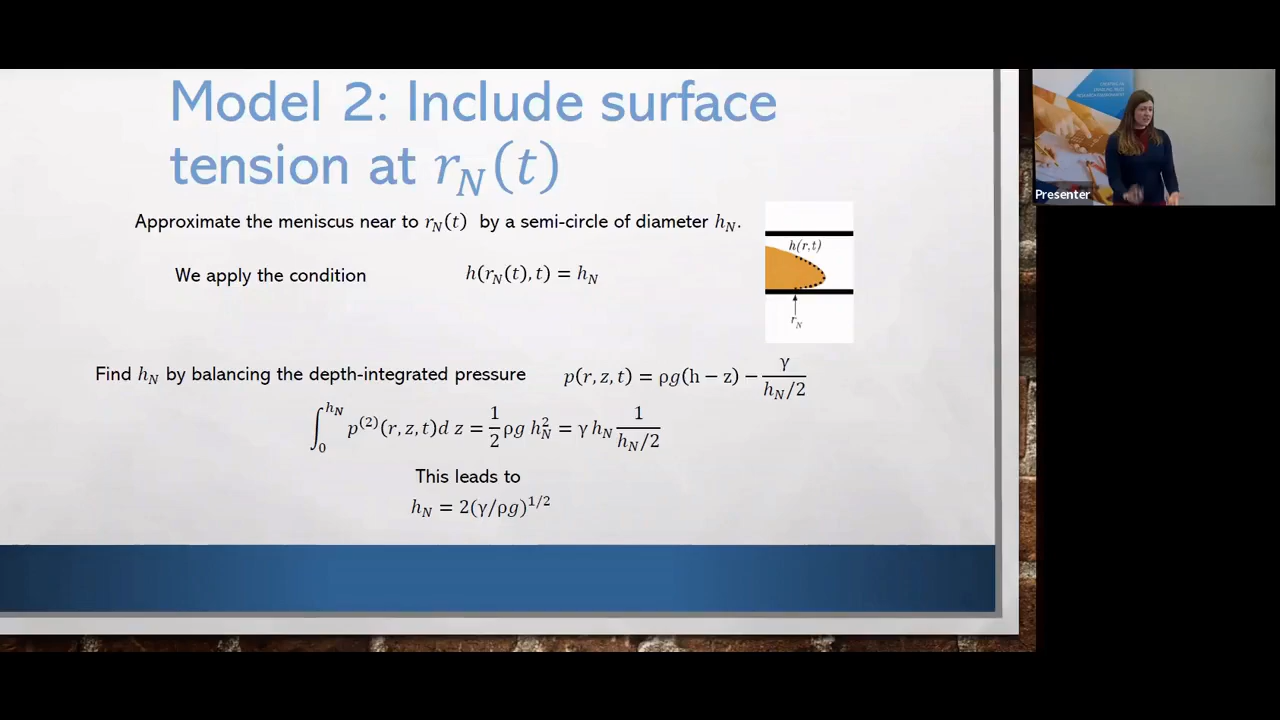 Model 2: Include surface
tension at r_N(t)
Approximate the meniscus near to r_N(t) by a semi-circle of diameter h_N.
h(r,t)
We apply the condition h(r_N(t), t) = h_N
r_N
Find h_N by balancing the depth-integrated pressure p(r, z, t) = ρg(h − z) − γ/(h_N/2)
∫_0^{h_N} p^(2)(r, z, t)d z = 1/2 ρg h_N^2 = γ h_N 1/(h_N/2)
This leads to
h_N = 2(γ/ρg)^1/2
Presenter